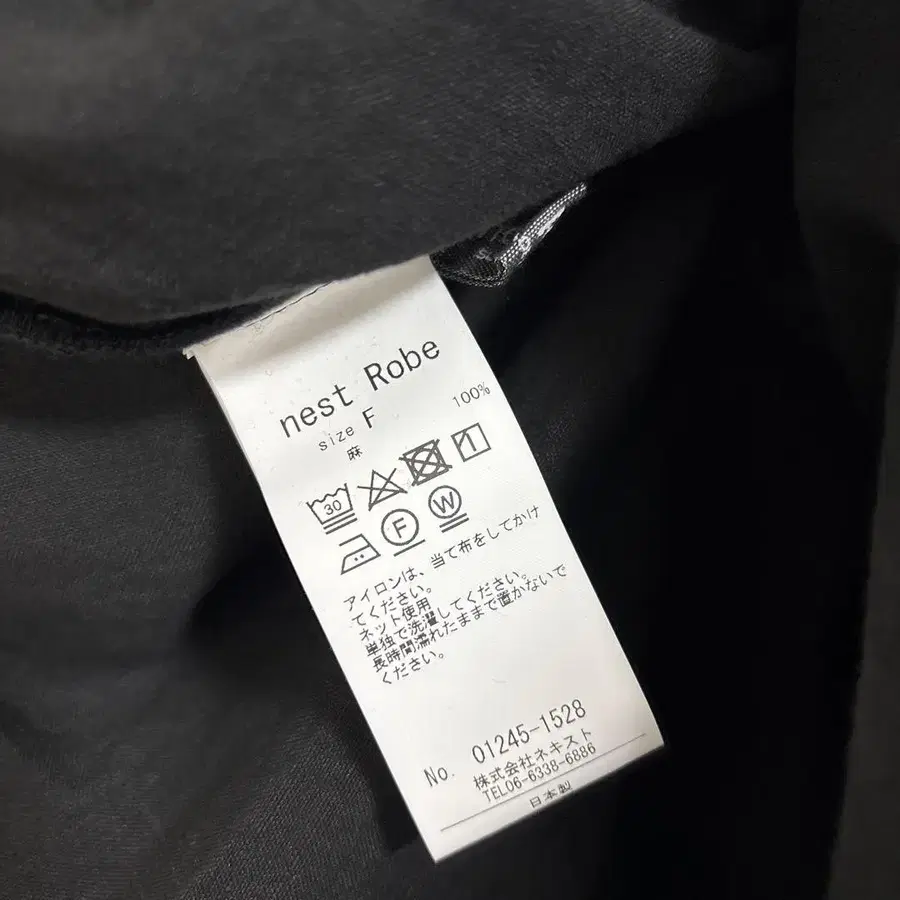 nest Robe
size F
麻 100%
30
F W
アイロンは、当て布をしてかけ
てください。
ネット使用。
単独で洗濯してください。
長時間濡れたままで置かないで
ください。
No. 01245-1528
株式会社ネキスト
TEL06-6338-6886
日本製